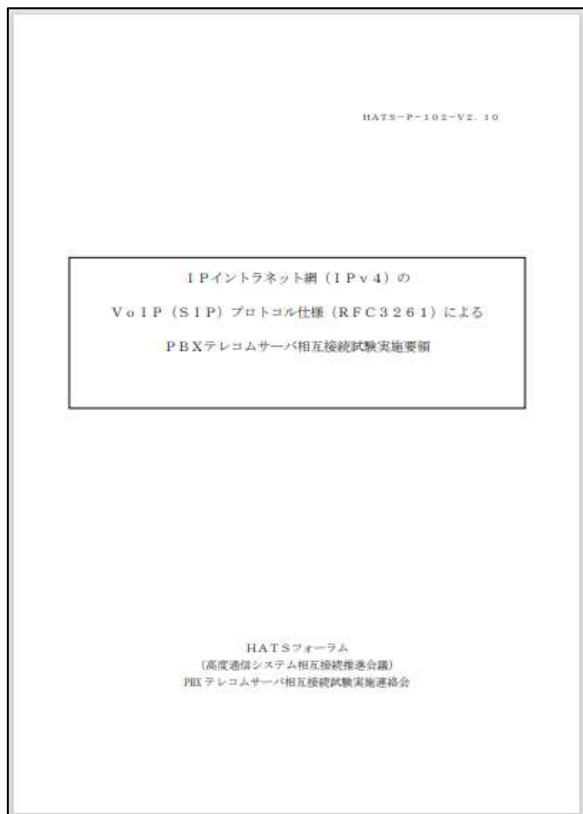 HATS-P-102-V2.10
IPイントラネット網(IPv4)の
VoIP(SIP)プロトコル仕様(RFC3261)による
PBXテレコムサーバ相互接続試験実施要領
HATSフォーラム
(高度通信システム相互接続推進会議)
PBXテレコムサーバ相互接続試験実施連絡会